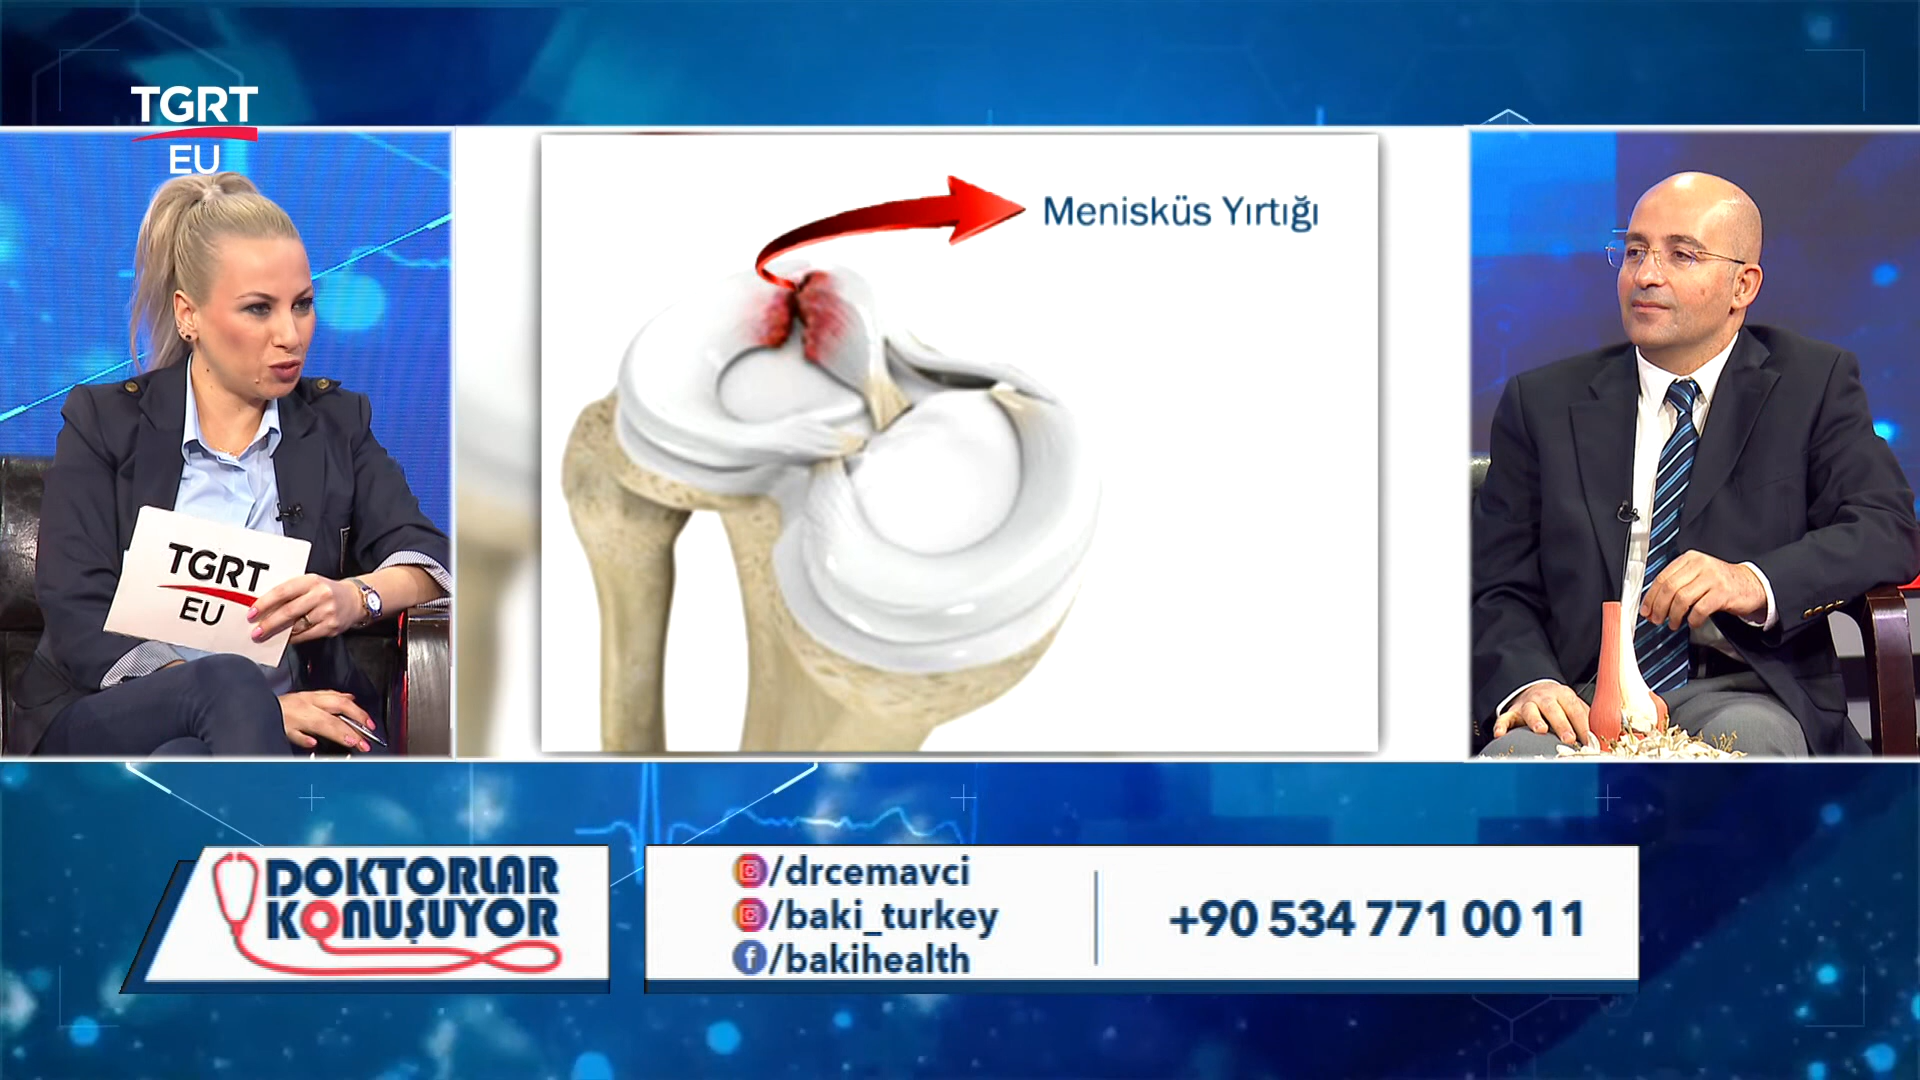 TGRT
EU
Menisküs Yırtığı
TGRT
EU
DOKTORLAR
KONUŞUYOR
/drcemavci
/baki_turkey
/bakihealth
+90 534 771 00 11